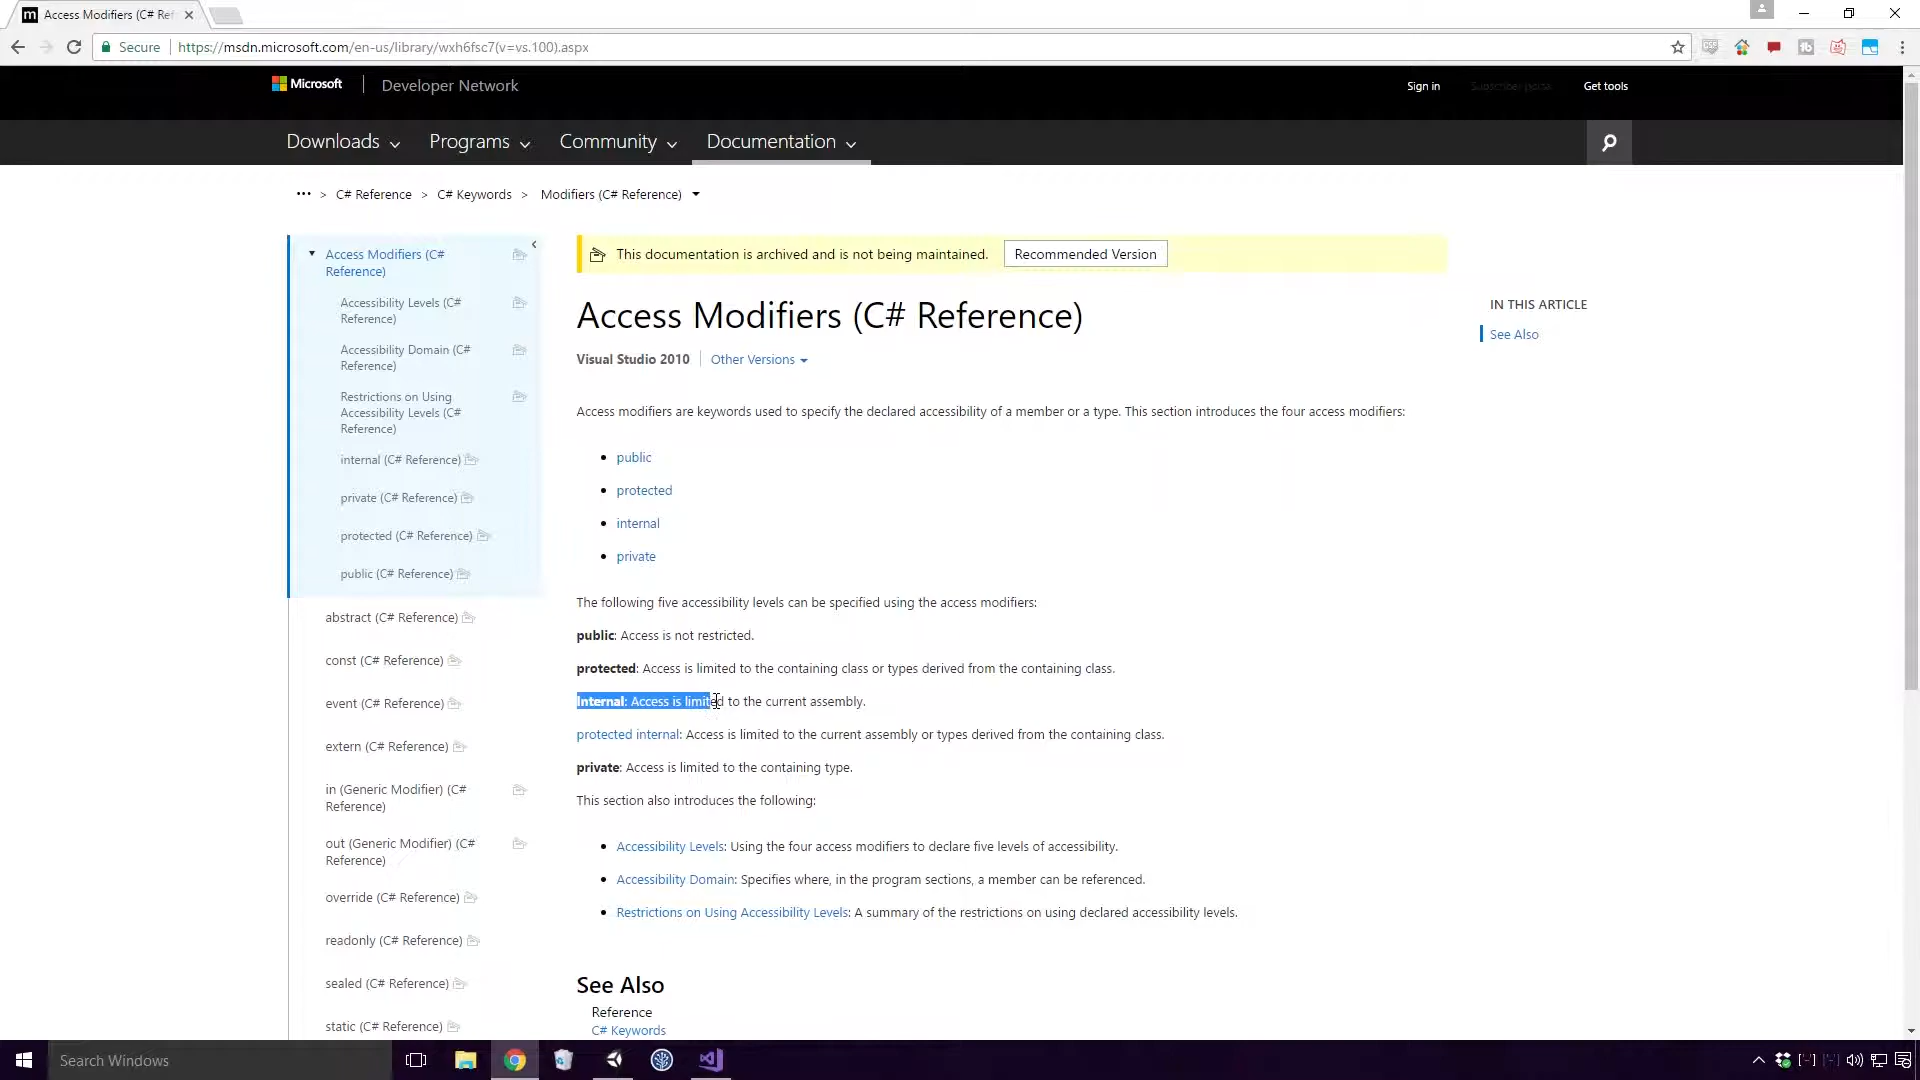 Access Modifiers (C# Ref
Secure https://msdn.microsoft.com/en-us/library/wxh6fsc7(v=vs.100).aspx
Microsoft Developer Network
Sign in Subscriber portal Get tools
Downloads Programs Community Documentation
••• > C# Reference > C# Keywords > Modifiers (C# Reference)
Access Modifiers (C#
Reference)
Accessibility Levels (C#
Reference)
Accessibility Domain (C#
Reference)
Restrictions on Using
Accessibility Levels (C#
Reference)
internal (C# Reference)
private (C# Reference)
protected (C# Reference)
public (C# Reference)
abstract (C# Reference)
const (C# Reference)
event (C# Reference)
extern (C# Reference)
in (Generic Modifier) (C#
Reference)
out (Generic Modifier) (C#
Reference)
override (C# Reference)
readonly (C# Reference)
sealed (C# Reference)
static (C# Reference)
This documentation is archived and is not being maintained. Recommended Version
Access Modifiers (C# Reference)
Visual Studio 2010 Other Versions
Access modifiers are keywords used to specify the declared accessibility of a member or a type. This section introduces the four access modifiers:
• public
• protected
• internal
• private
The following five accessibility levels can be specified using the access modifiers:
public: Access is not restricted.
protected: Access is limited to the containing class or types derived from the containing class.
Internal: Access is limited to the current assembly.
protected internal: Access is limited to the current assembly or types derived from the containing class.
private: Access is limited to the containing type.
This section also introduces the following:
• Accessibility Levels: Using the four access modifiers to declare five levels of accessibility.
• Accessibility Domain: Specifies where, in the program sections, a member can be referenced.
• Restrictions on Using Accessibility Levels: A summary of the restrictions on using declared accessibility levels.
See Also
Reference
C# Keywords
IN THIS ARTICLE
See Also
Search Windows